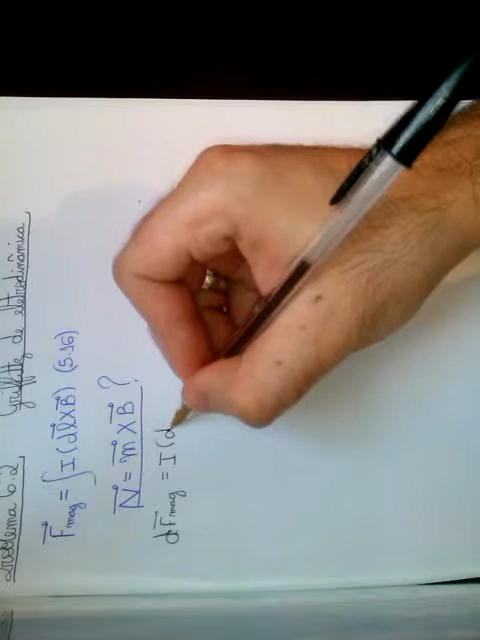 Problema 6.2 Griffiths de eletrodinâmica
F⃗mag = ∫I(dl⃗×B⃗) (5.16)
N⃗ = m⃗×B⃗ ?
dF⃗mag = I(d